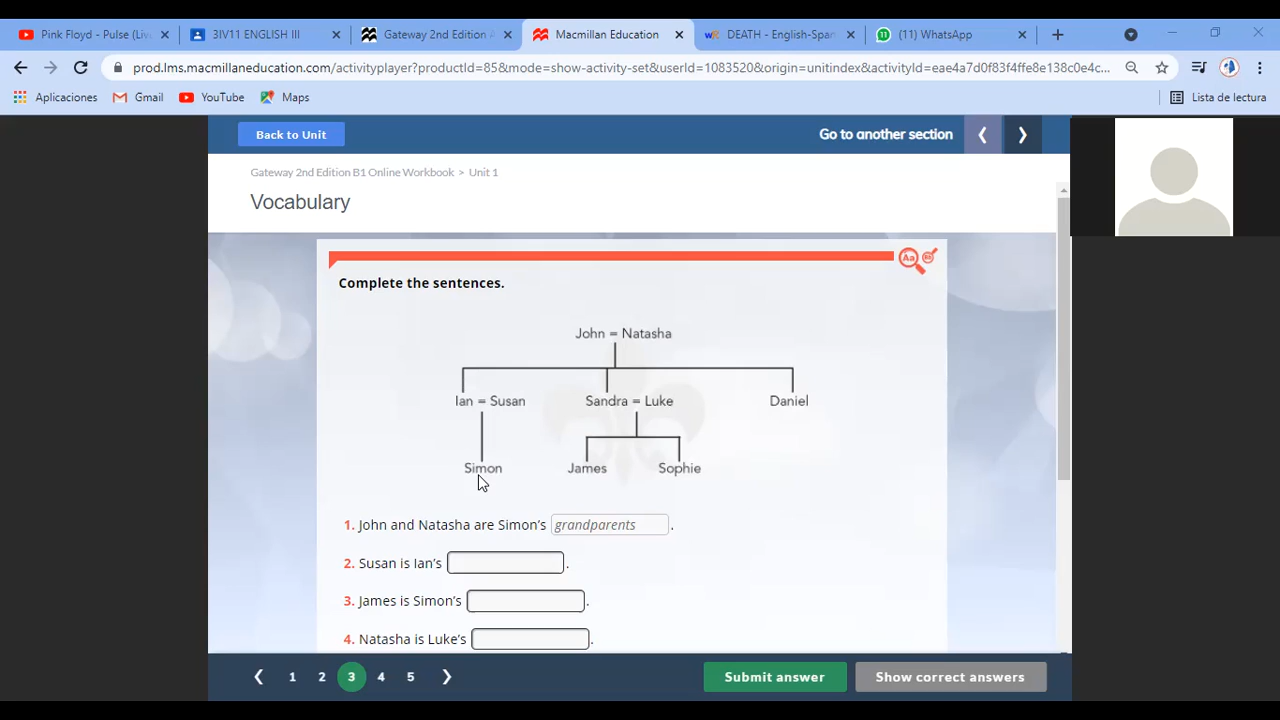 Pink Floyd - Pulse (Liv
3IV11 ENGLISH III
Gateway 2nd Edition
Macmillan Education
DEATH - English-Span
(11) WhatsApp
prod.lms.macmillaneducation.com/activityplayer?productId=85&mode=show-activity-set&userId=1083520&origin=unitindex&activityId=eae4a7d0f83f4ffe8e138c0e4c...
Aplicaciones Gmail YouTube Maps Lista de lectura
Back to Unit
Go to another section
Gateway 2nd Edition B1 Online Workbook > Unit 1
Vocabulary
Aa
Complete the sentences.
John = Natasha
Ian = Susan Sandra = Luke Daniel
Simon James Sophie
1. John and Natasha are Simon's grandparents .
2. Susan is Ian's .
3. James is Simon's .
4. Natasha is Luke's .
1 2 3 4 5
Submit answer
Show correct answers